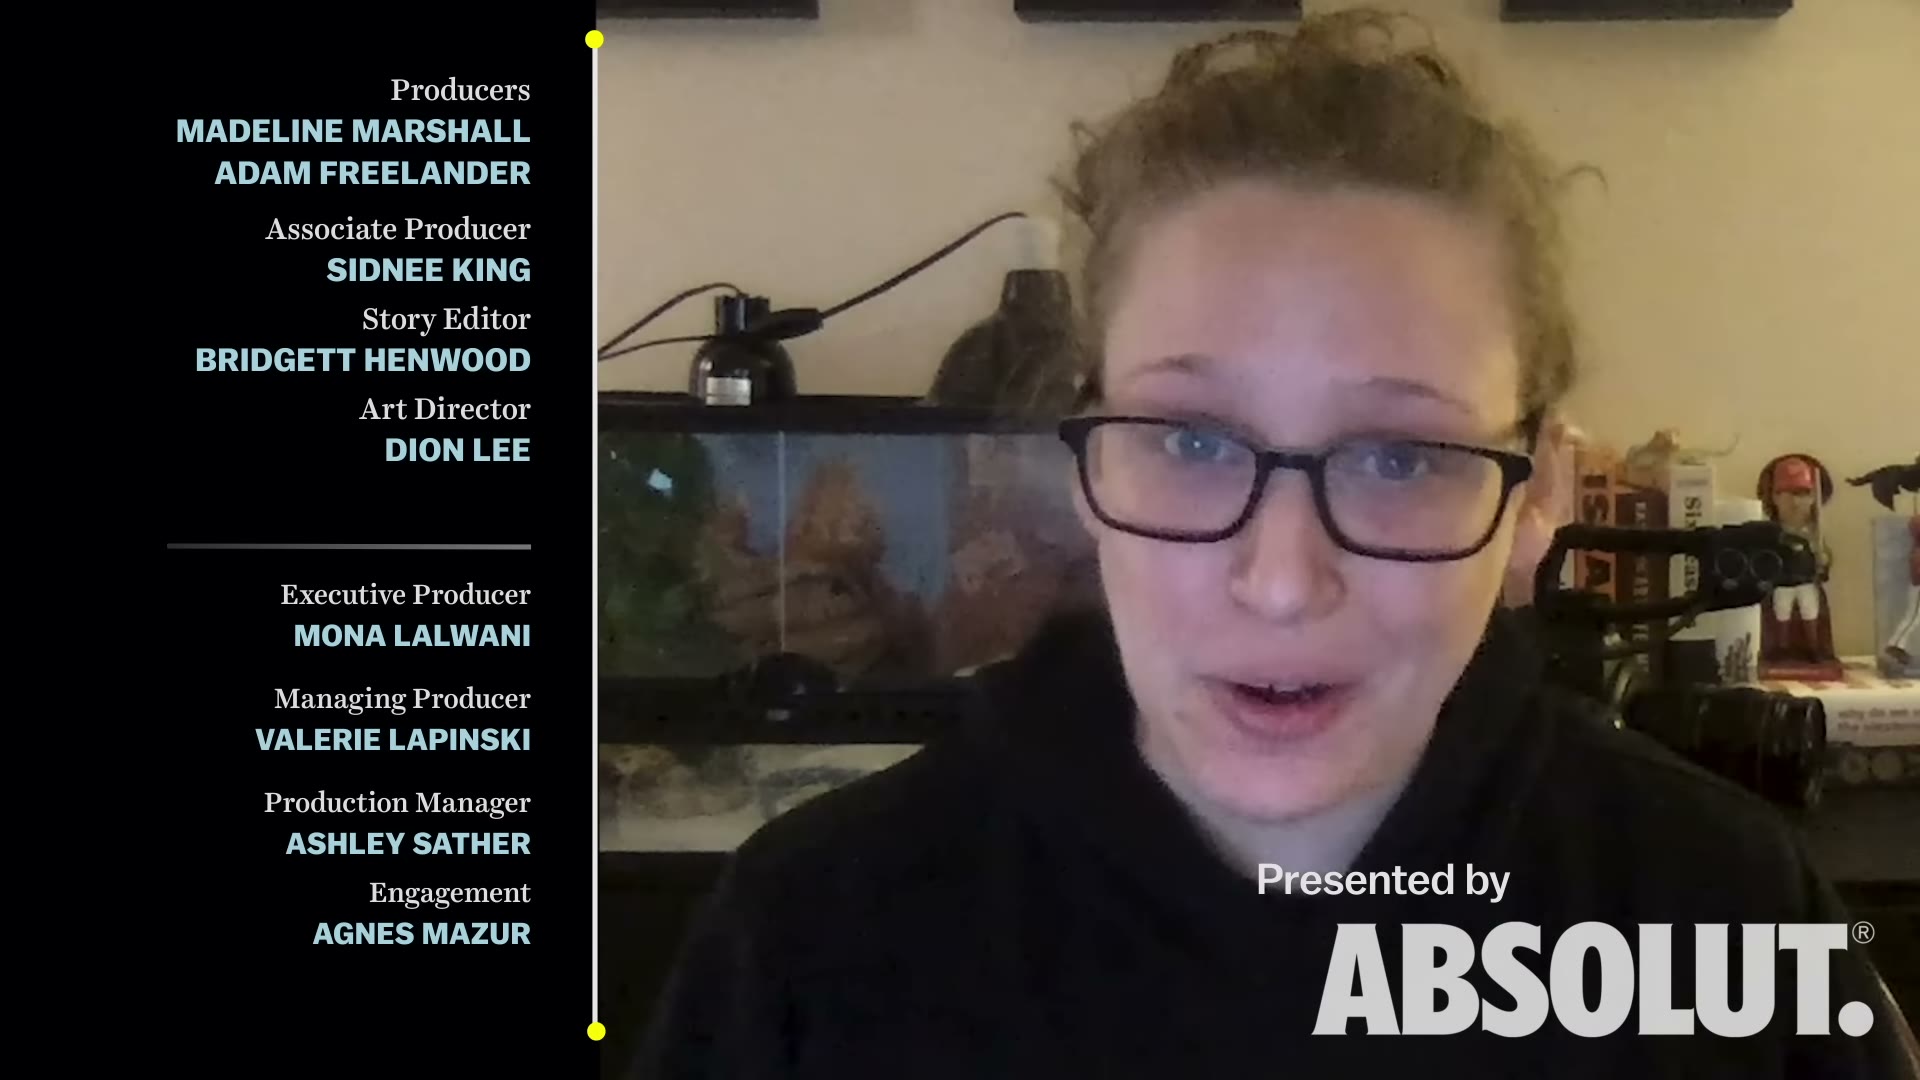 Producers
MADELINE MARSHALL
ADAM FREELANDER
Associate Producer
SIDNEE KING
Story Editor
BRIDGETT HENWOOD
Art Director
DION LEE
Executive Producer
MONA LALWANI
Managing Producer
VALERIE LAPINSKI
Production Manager
ASHLEY SATHER
Engagement
AGNES MAZUR
Presented by
ABSOLUT.®